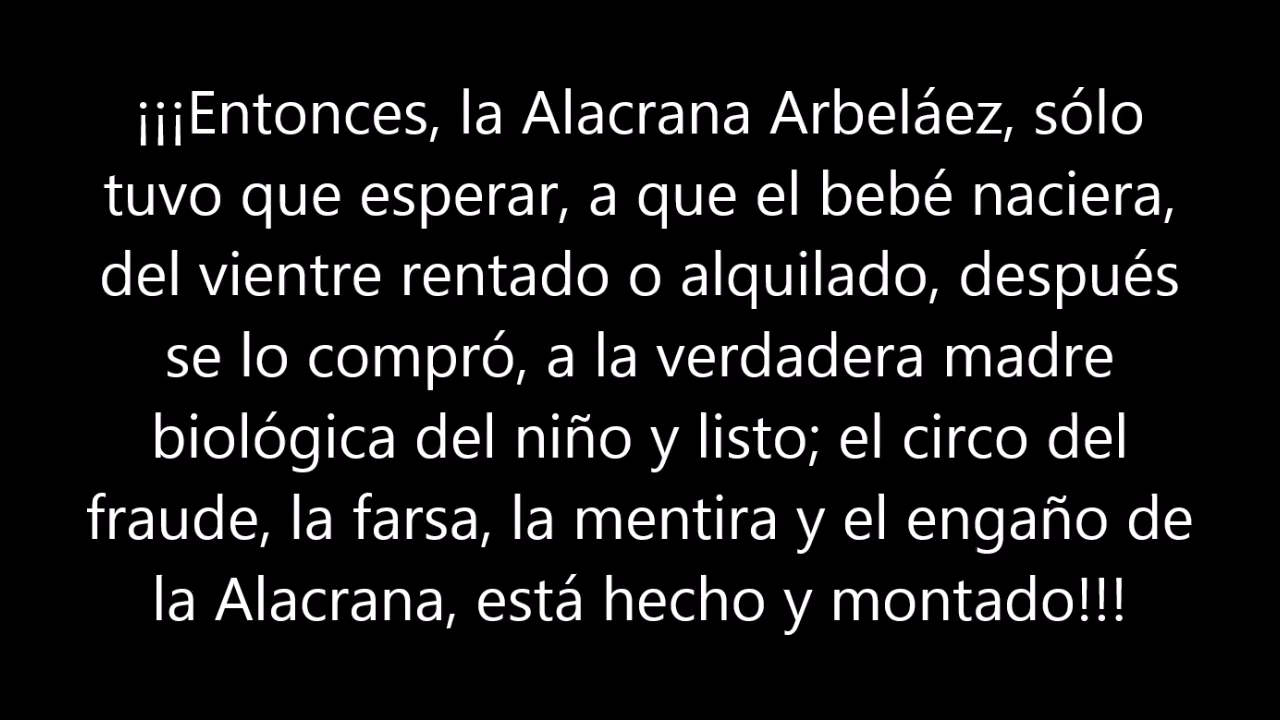 ¡¡¡Entonces, la Alacrana Arbeláez, sólo
tuvo que esperar, a que el bebé naciera,
del vientre rentado o alquilado, después
se lo compró, a la verdadera madre
biológica del niño y listo; el circo del
fraude, la farsa, la mentira y el engaño de
la Alacrana, está hecho y montado!!!